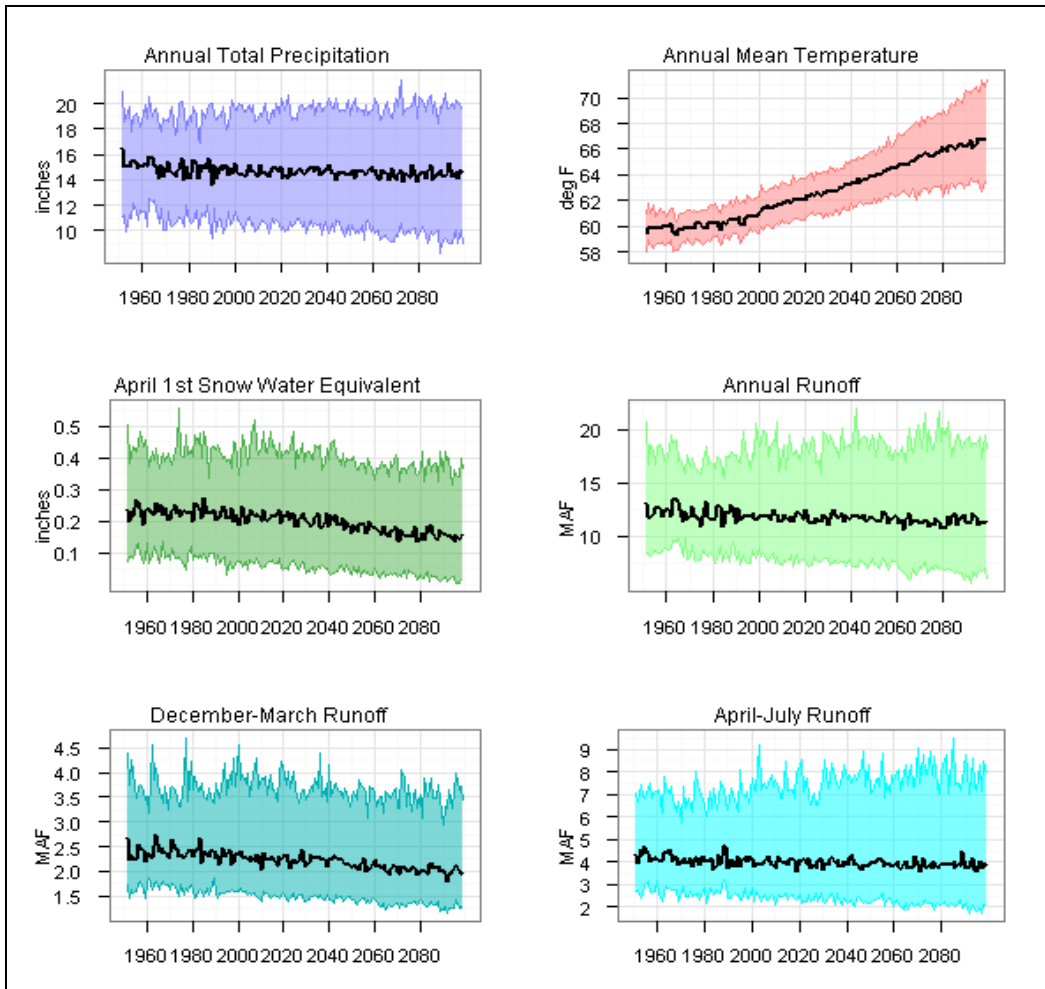 Annual Total Precipitation
inches
20
18
16
14
12
10
1960 1980 2000 2020 2040 2060 2080
Annual Mean Temperature
deg F
70
68
66
64
62
60
58
1960 1980 2000 2020 2040 2060 2080
April 1st Snow Water Equivalent
inches
0.5
0.4
0.3
0.2
0.1
1960 1980 2000 2020 2040 2060 2080
Annual Runoff
MAF
20
15
10
1960 1980 2000 2020 2040 2060 2080
December-March Runoff
MAF
4.5
4.0
3.5
3.0
2.5
2.0
1.5
1960 1980 2000 2020 2040 2060 2080
April-July Runoff
MAF
9
8
7
6
5
4
3
2
1960 1980 2000 2020 2040 2060 2080